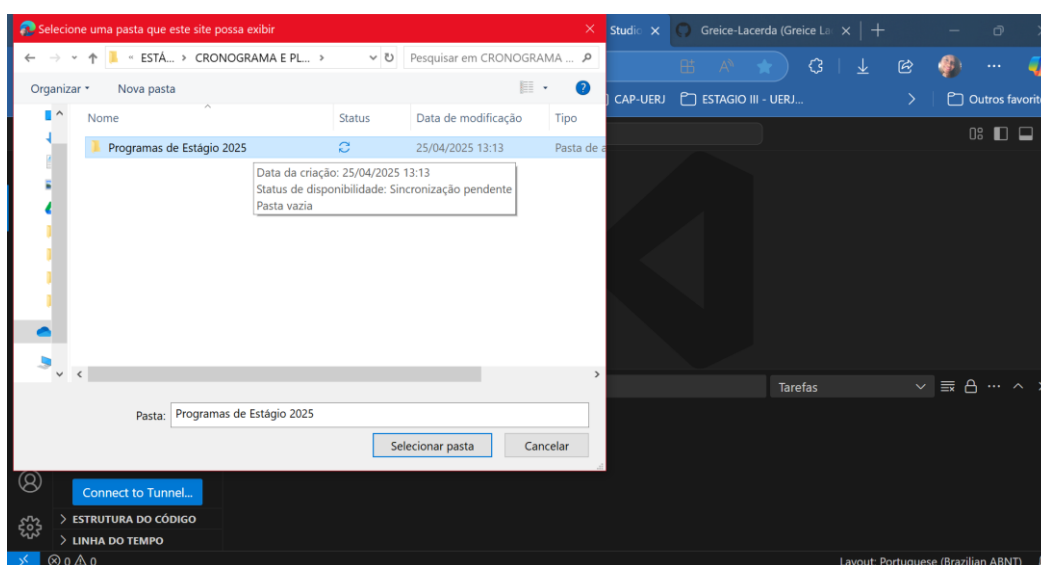 Selecione uma pasta que este site possa exibir
Studio
Greice-Lacerda (Greice La
ESTÁ... > CRONOGRAMA E PL... >
Pesquisar em CRONOGRAMA ...
Organizar
Nova pasta
CAP-UERJ
ESTAGIO III - UERJ...
Outros favorit
Nome
Status
Data de modificação
Tipo
Programas de Estágio 2025
25/04/2025 13:13
Pasta de a
Data da criação: 25/04/2025 13:13
Status de disponibilidade: Sincronização pendente
Pasta vazia
Tarefas
Pasta: Programas de Estágio 2025
Selecionar pasta
Cancelar
Connect to Tunnel...
ESTRUTURA DO CÓDIGO
LINHA DO TEMPO
0 0
Layout: Portuguese (Brazilian ABNT)